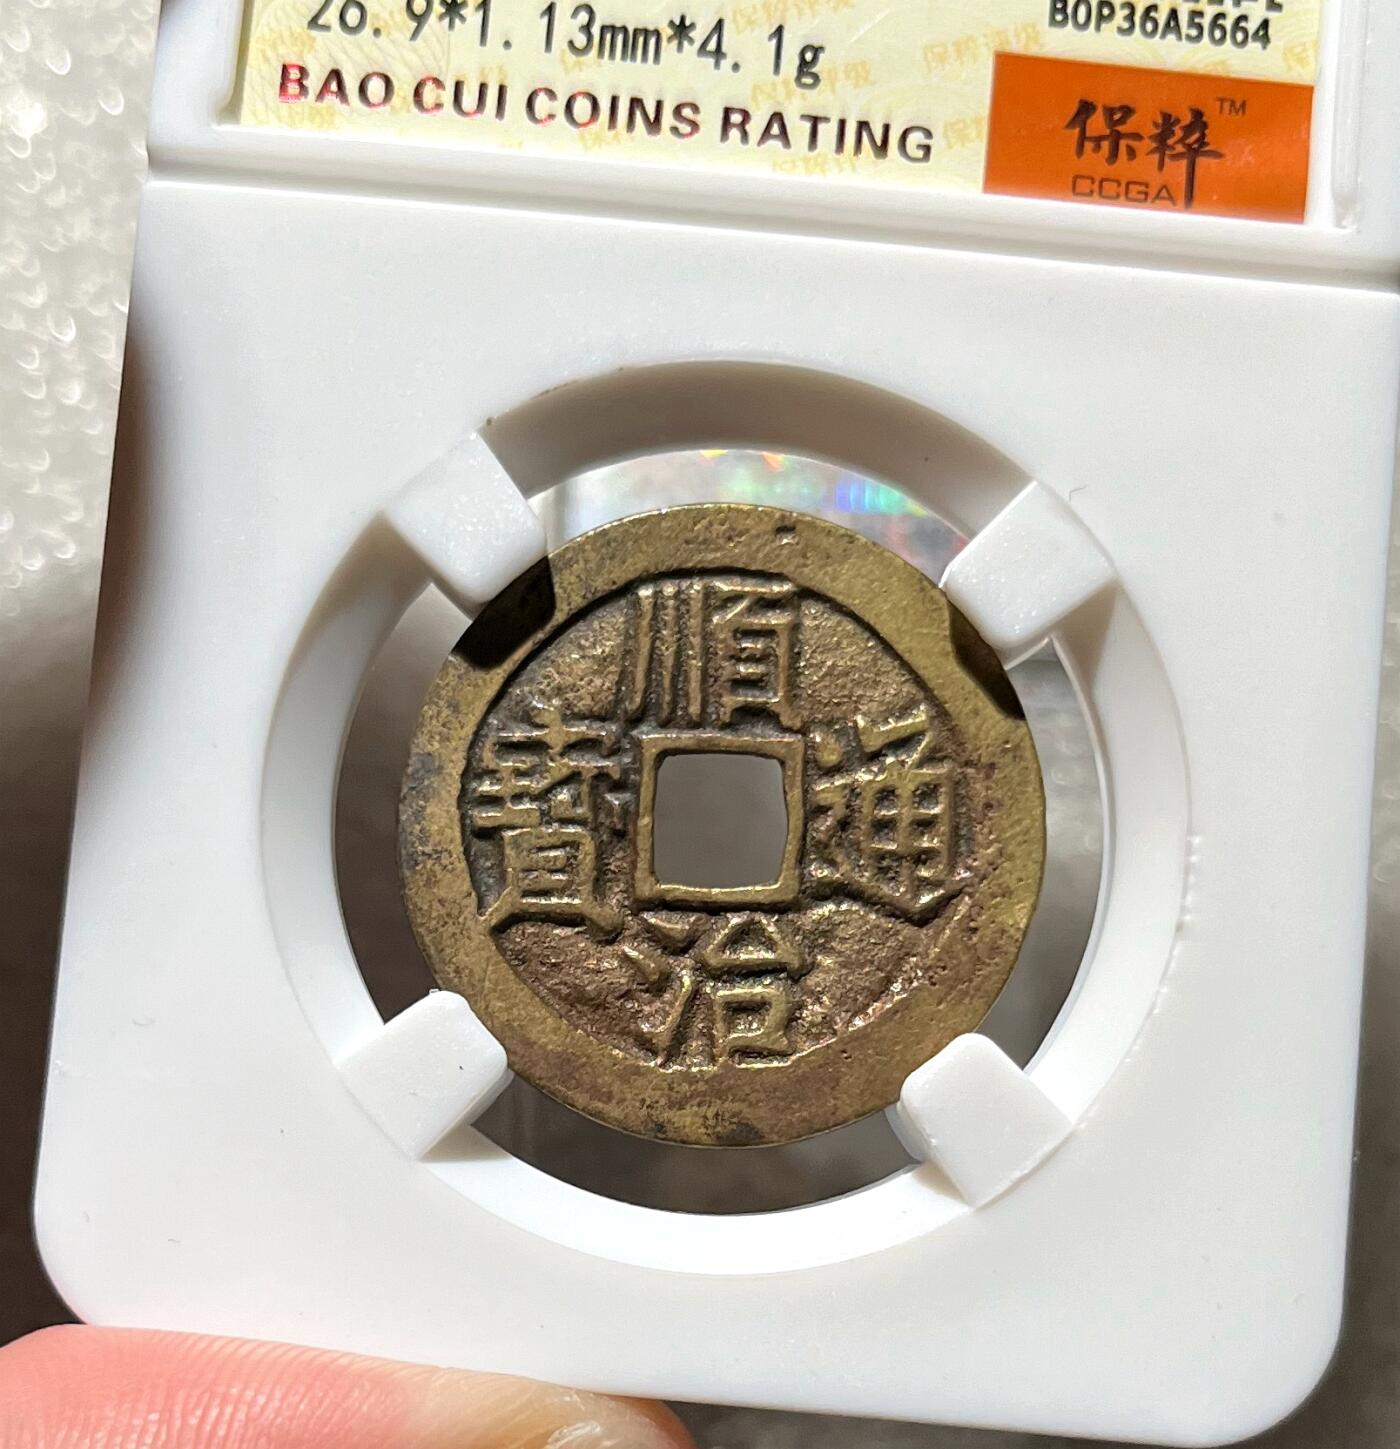 26.9*1.13mm*4.1g
BOP36A5664
BAO CUI COINS RATING
保粹™
CCGA
順治通寳